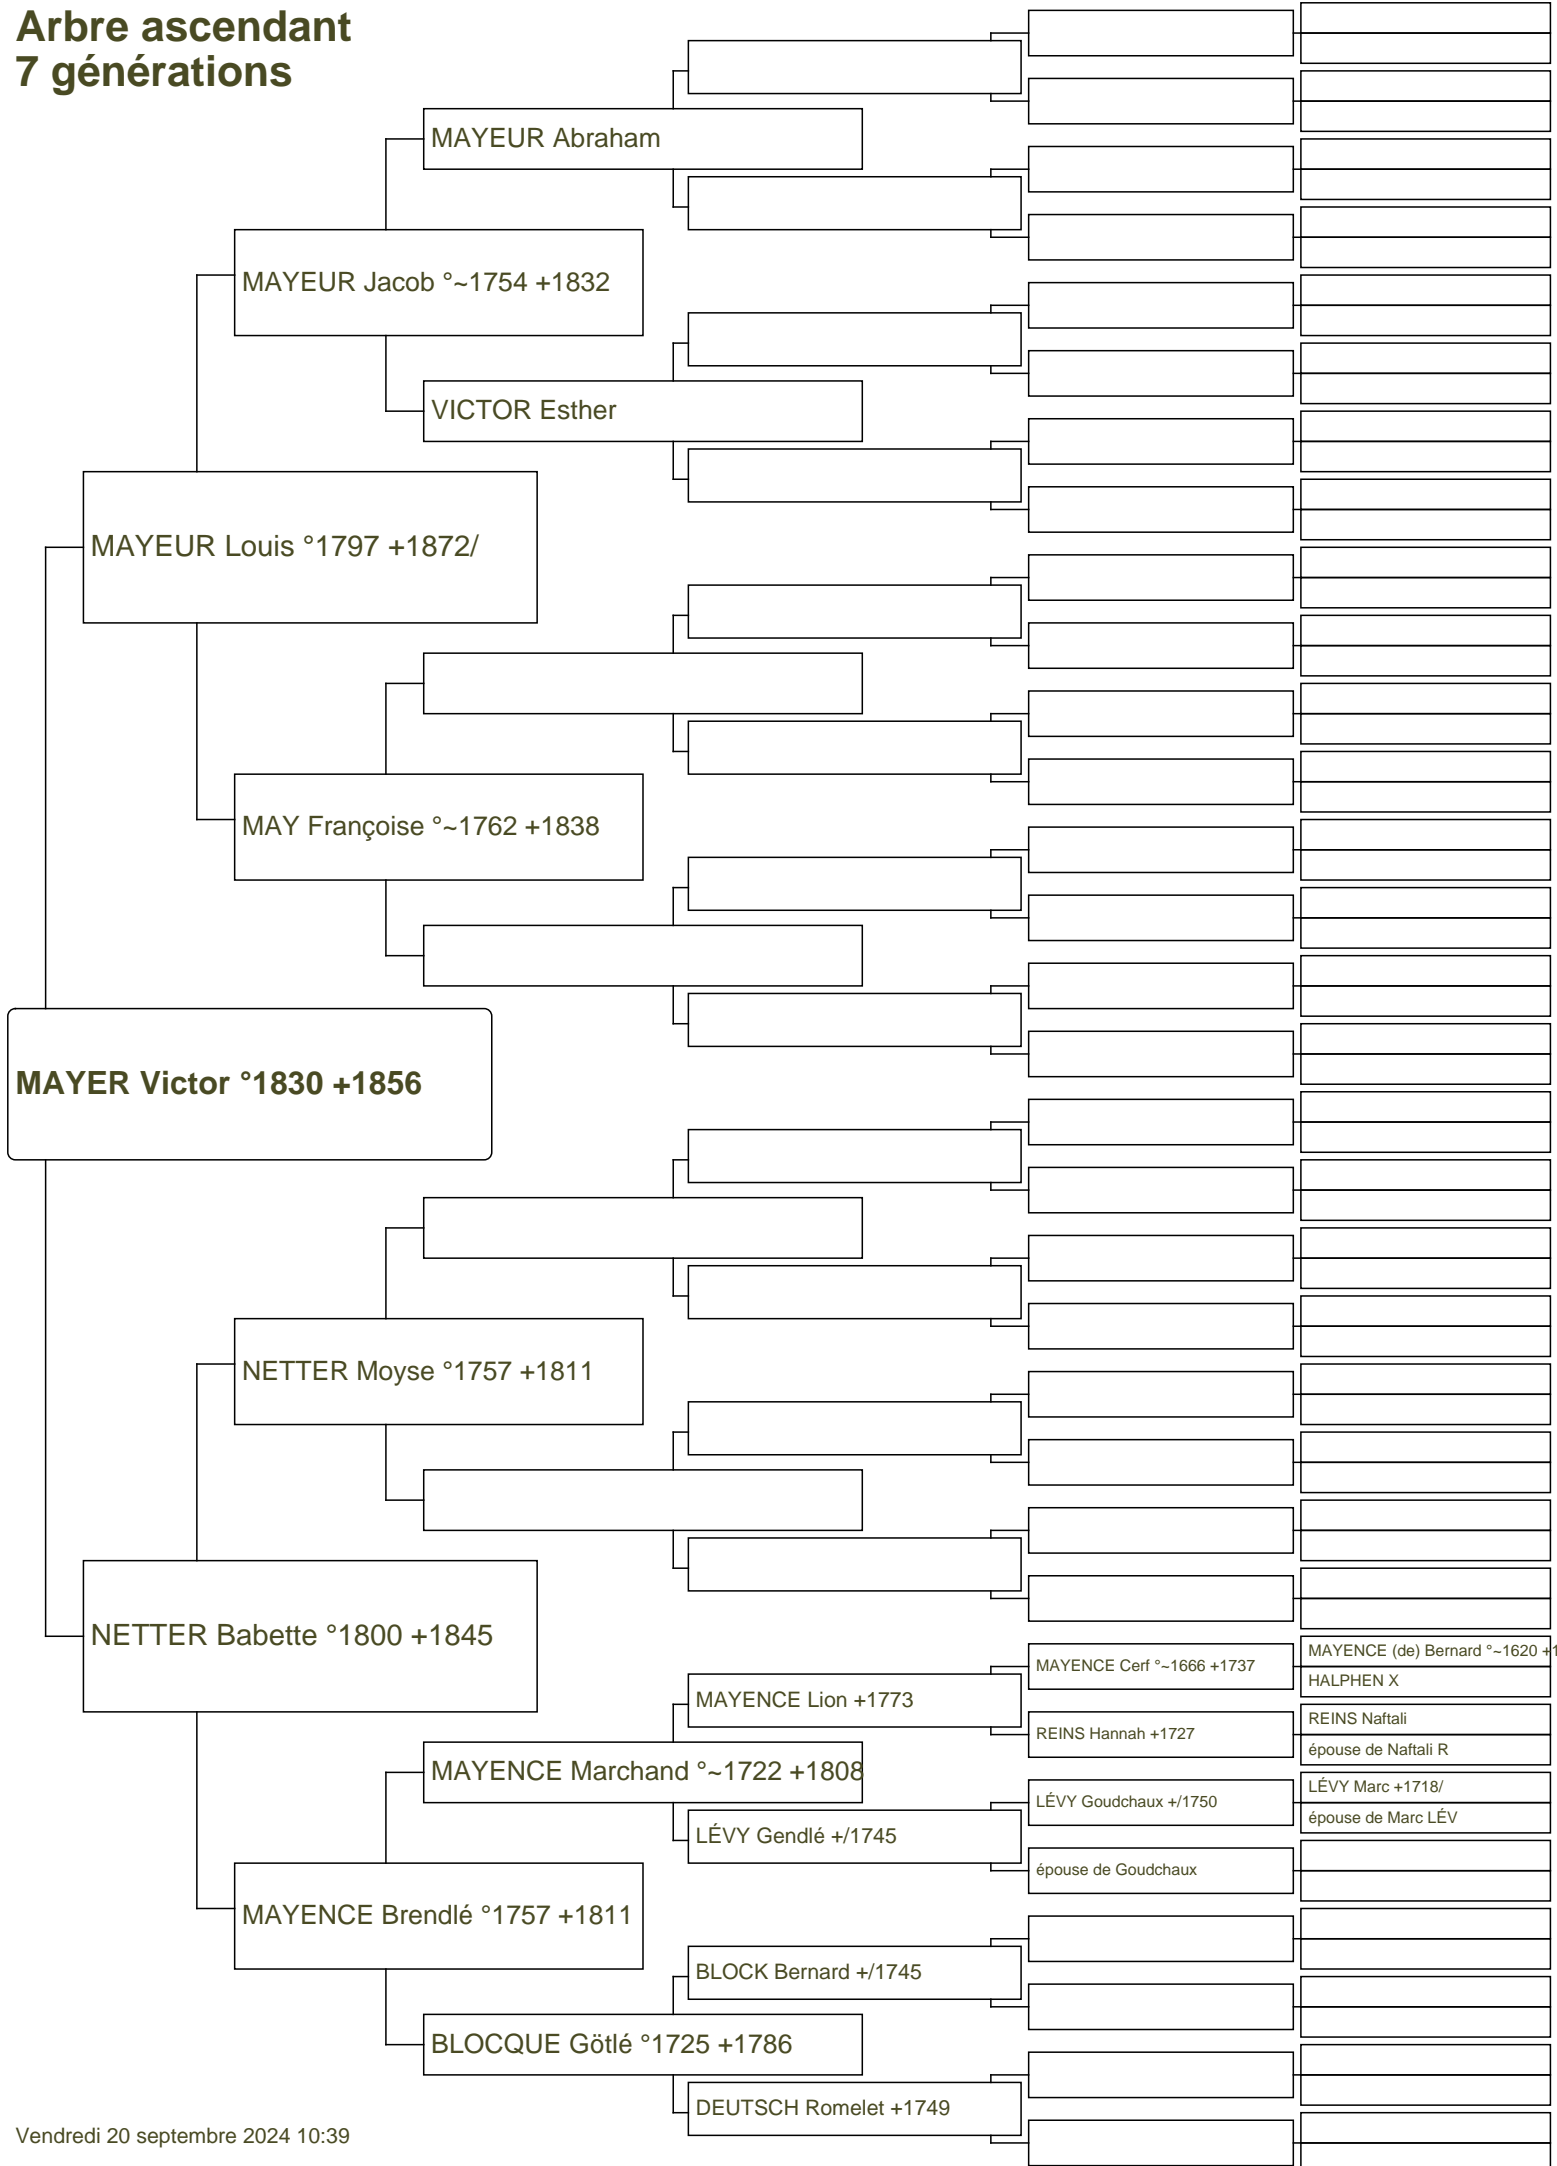 Arbre ascendant
7 générations
MAYEUR Abraham
MAYEUR Jacob °~1754 +1832
VICTOR Esther
MAYEUR Louis °1797 +1872/
MAY Françoise °~1762 +1838
MAYER Victor °1830 +1856
NETTER Moyse °1757 +1811
NETTER Babette °1800 +1845
MAYENCE (de) Bernard °~1620 +1
MAYENCE Cerf °~1666 +1737
HALPHEN X
MAYENCE Lion +1773
REINS Naftali
REINS Hannah +1727
épouse de Naftali R
MAYENCE Marchand °~1722 +1808
LÉVY Marc +1718/
LÉVY Goudchaux +/1750
épouse de Marc LÉV
LÉVY Gendlé +/1745
épouse de Goudchaux
MAYENCE Brendlé °1757 +1811
BLOCK Bernard +/1745
BLOCQUE Götlé °1725 +1786
DEUTSCH Romelet +1749
Vendredi 20 septembre 2024 10:39